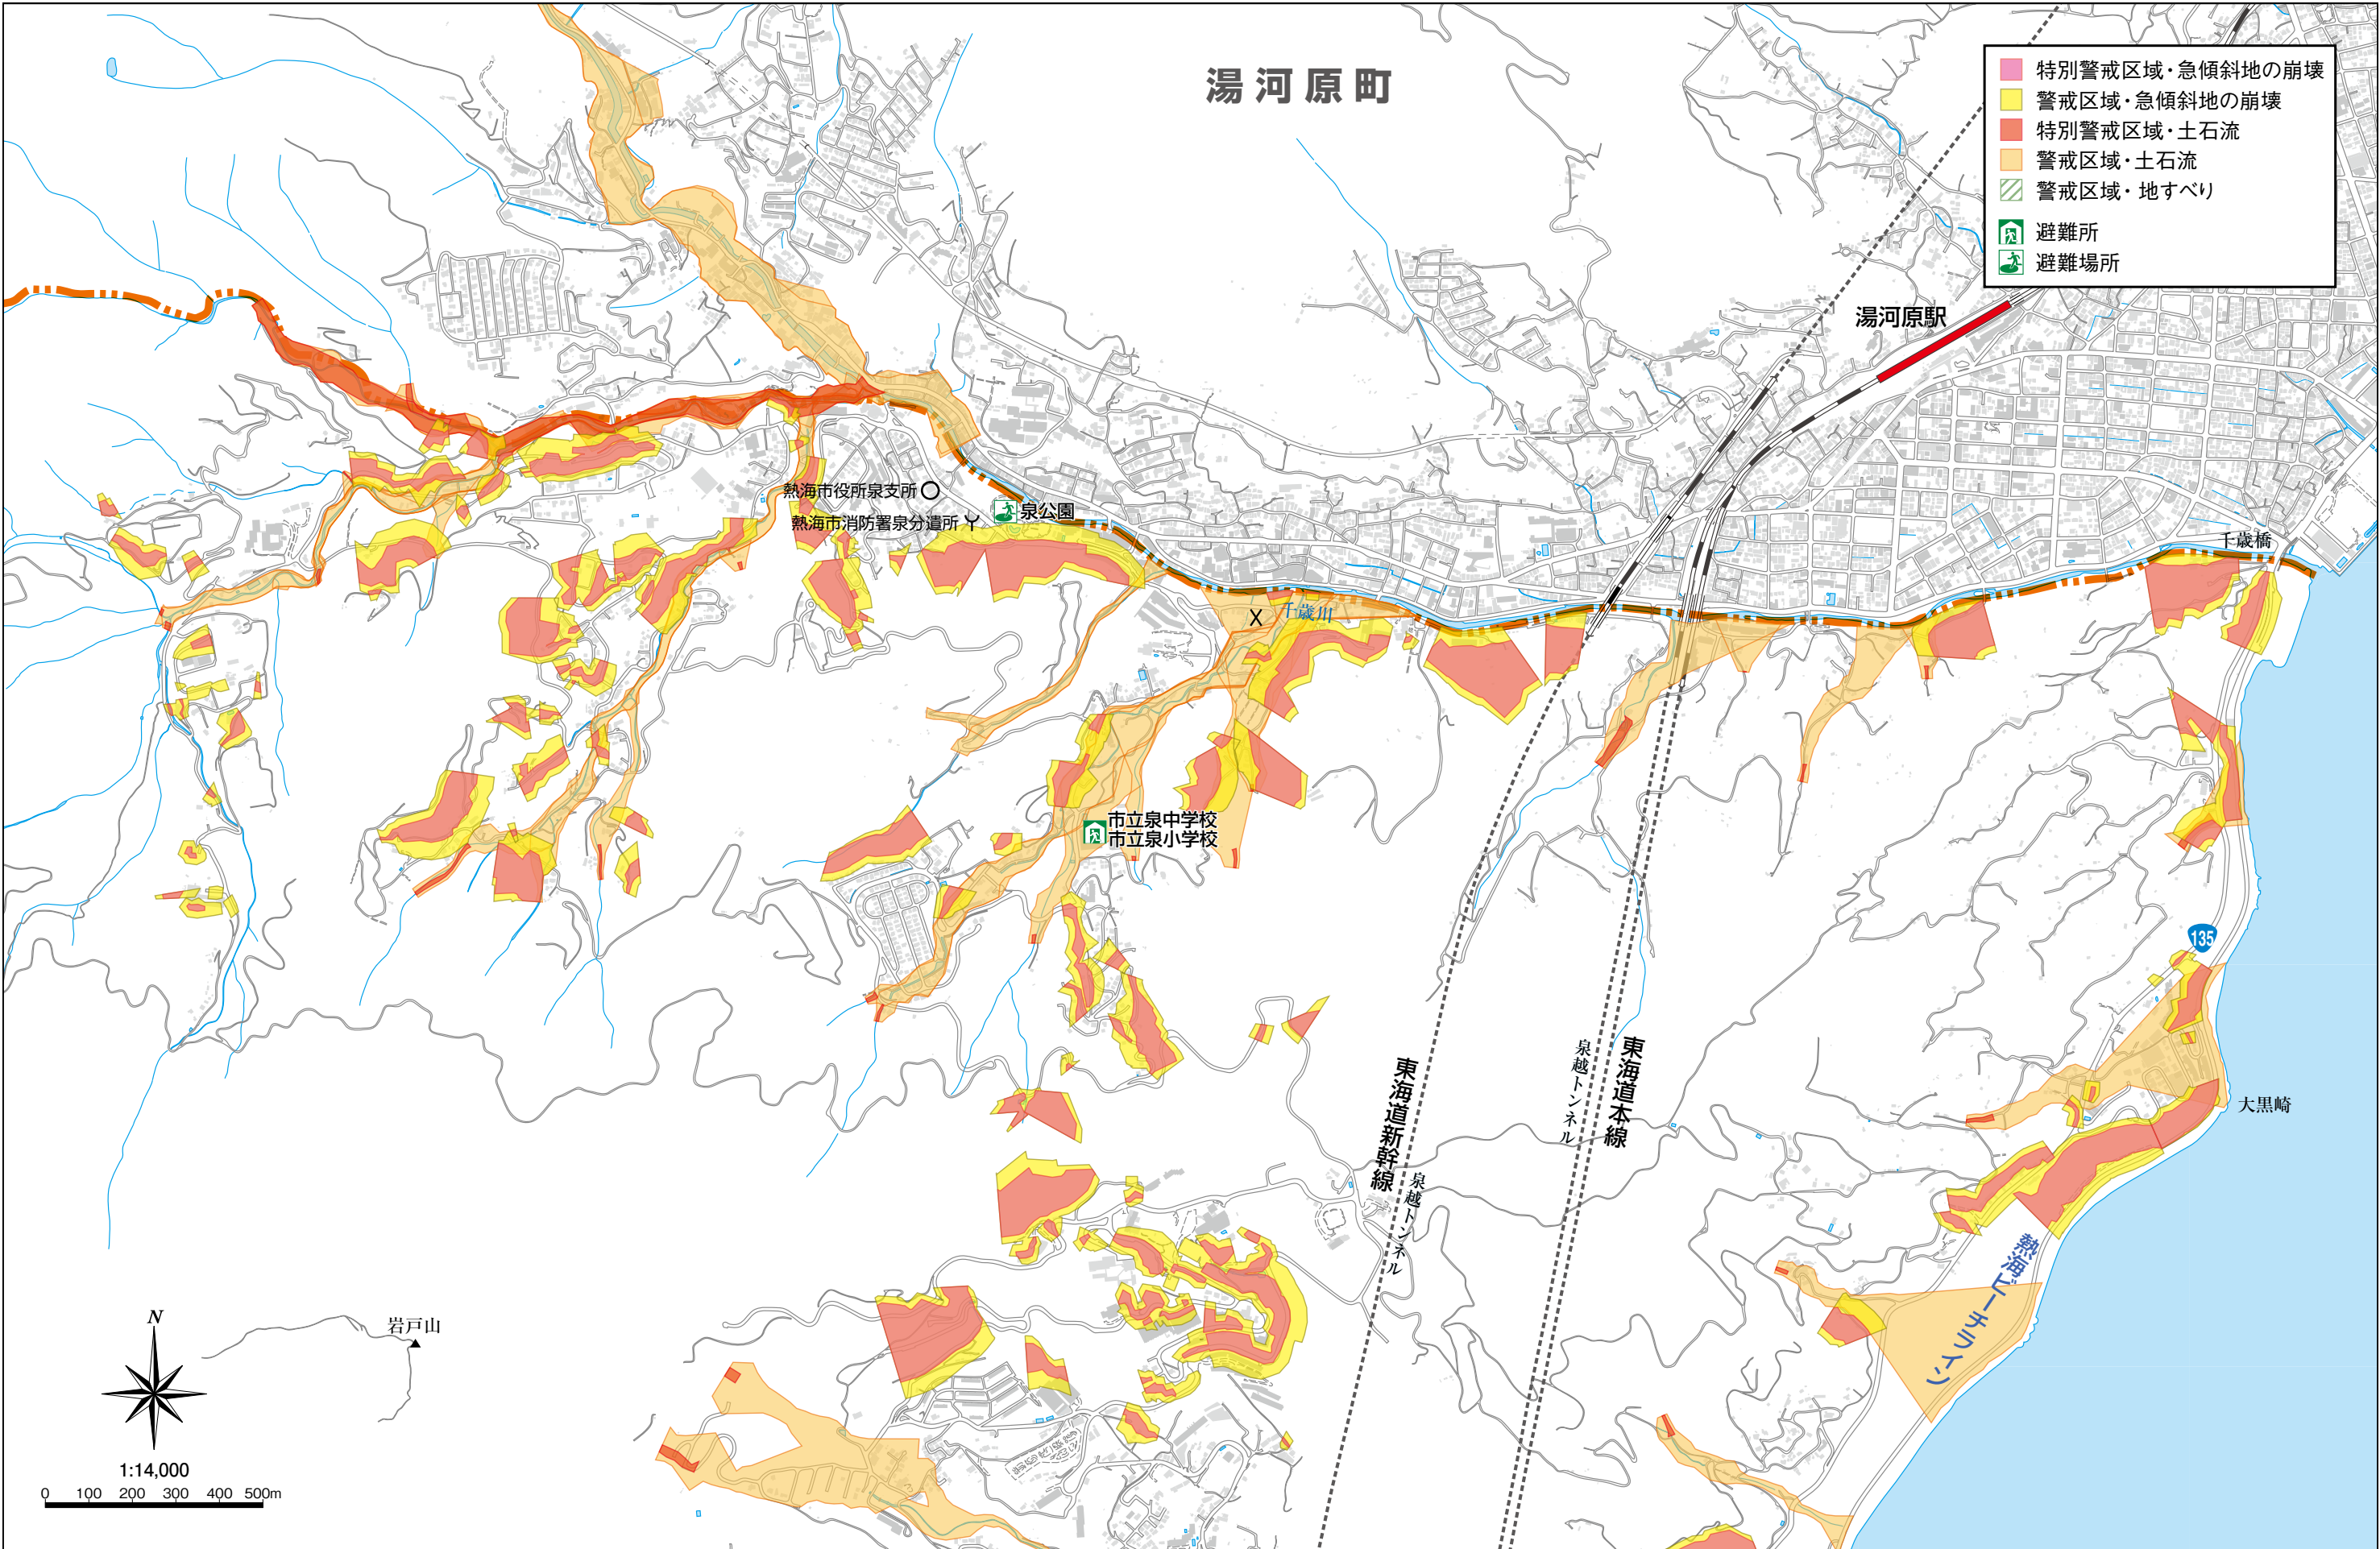 湯河原町
特別警戒区域・急傾斜地の崩壊
警戒区域・急傾斜地の崩壊
特別警戒区域・土石流
警戒区域・土石流
警戒区域・地すべり
避難所
避難場所
湯河原駅
熱海市役所泉支所
熱海市消防署泉分遣所
泉公園
千歳橋
X
千歳川
市立泉中学校
市立泉小学校
135
東海道新幹線
泉越トンネル
東海道本線
泉越トンネル
大黒崎
熱海ビーチライン
岩戸山
N
1:14,000
0 100 200 300 400 500m